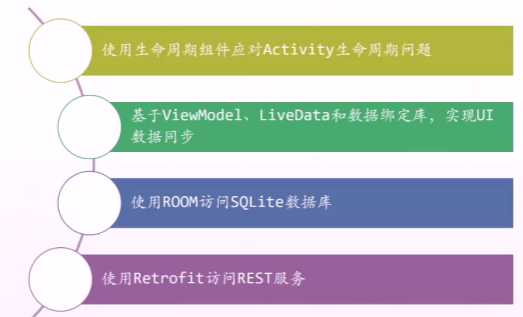 使用生命周期组件应对Activity生命周期问题
基于ViewModel、LiveData和数据绑定库，实现UI
数据同步
使用ROOM访问SQLite数据库
使用Retrofit访问REST服务